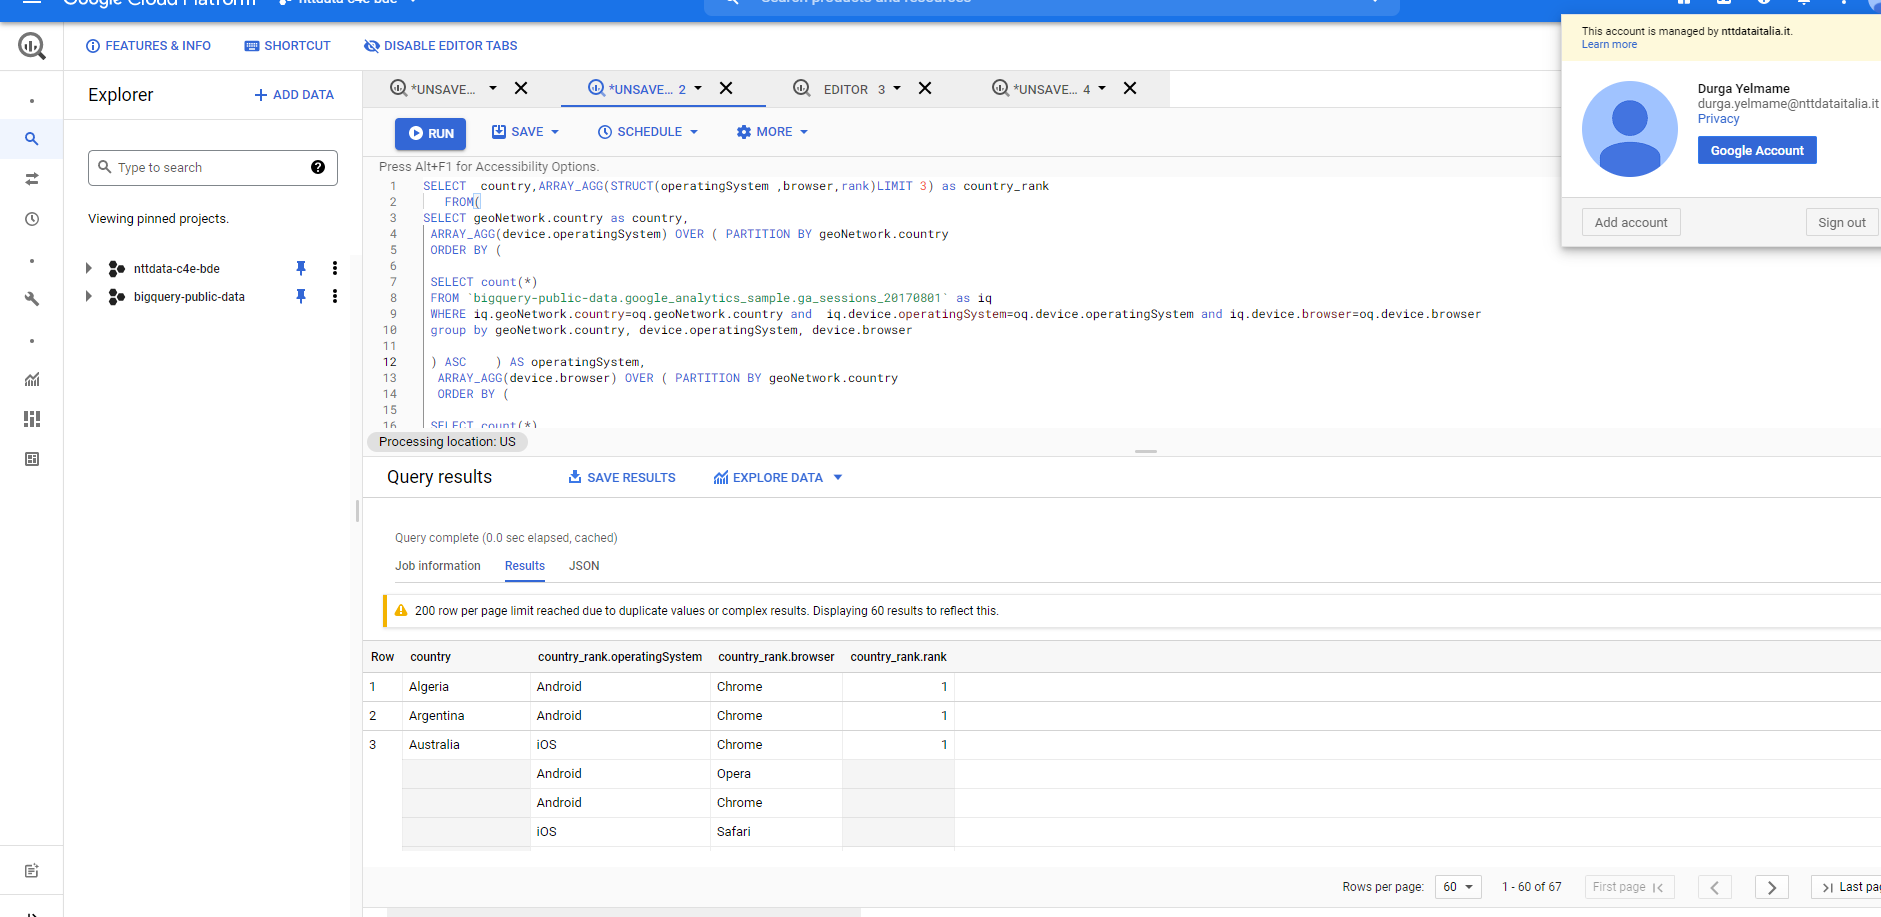 Google Cloud Platform
nttdata-c4e-bde
Search products and resources
FEATURES & INFO
SHORTCUT
DISABLE EDITOR TABS
This account is managed by nttdataitalia.it.
Learn more
Durga Yelmame
durga.yelmame@nttdataitalia.it
Privacy
Google Account
Add account
Sign out
Explorer
ADD DATA
Type to search
Viewing pinned projects.
nttdata-c4e-bde
bigquery-public-data
*UNSAVE... 
*UNSAVE... 2
EDITOR 3
*UNSAVE... 4
RUN
SAVE
SCHEDULE
MORE
Press Alt+F1 for Accessibility Options.
1 SELECT country,ARRAY_AGG(STRUCT(operatingSystem ,browser,rank)LIMIT 3) as country_rank
2 FROM(
3 SELECT geoNetwork.country as country,
4 ARRAY_AGG(device.operatingSystem) OVER ( PARTITION BY geoNetwork.country
5 ORDER BY (
6
7 SELECT count(*)
8 FROM `bigquery-public-data.google_analytics_sample.ga_sessions_20170801` as iq
9 WHERE iq.geoNetwork.country=oq.geoNetwork.country and iq.device.operatingSystem=oq.device.operatingSystem and iq.device.browser=oq.device.browser
10 group by geoNetwork.country, device.operatingSystem, device.browser
11
12 ) ASC ) AS operatingSystem,
13 ARRAY_AGG(device.browser) OVER ( PARTITION BY geoNetwork.country
14 ORDER BY (
15
16 SELECT count(*)
Processing location: US
Query results
SAVE RESULTS
EXPLORE DATA
Query complete (0.0 sec elapsed, cached)
Job information
Results
JSON
200 row per page limit reached due to duplicate values or complex results. Displaying 60 results to reflect this.
Row country country_rank.operatingSystem country_rank.browser country_rank.rank
1 Algeria Android Chrome 1
2 Argentina Android Chrome 1
3 Australia iOS Chrome 1
Android Opera
Android Chrome
iOS Safari
Rows per page: 60 1 - 60 of 67 First page Last pa